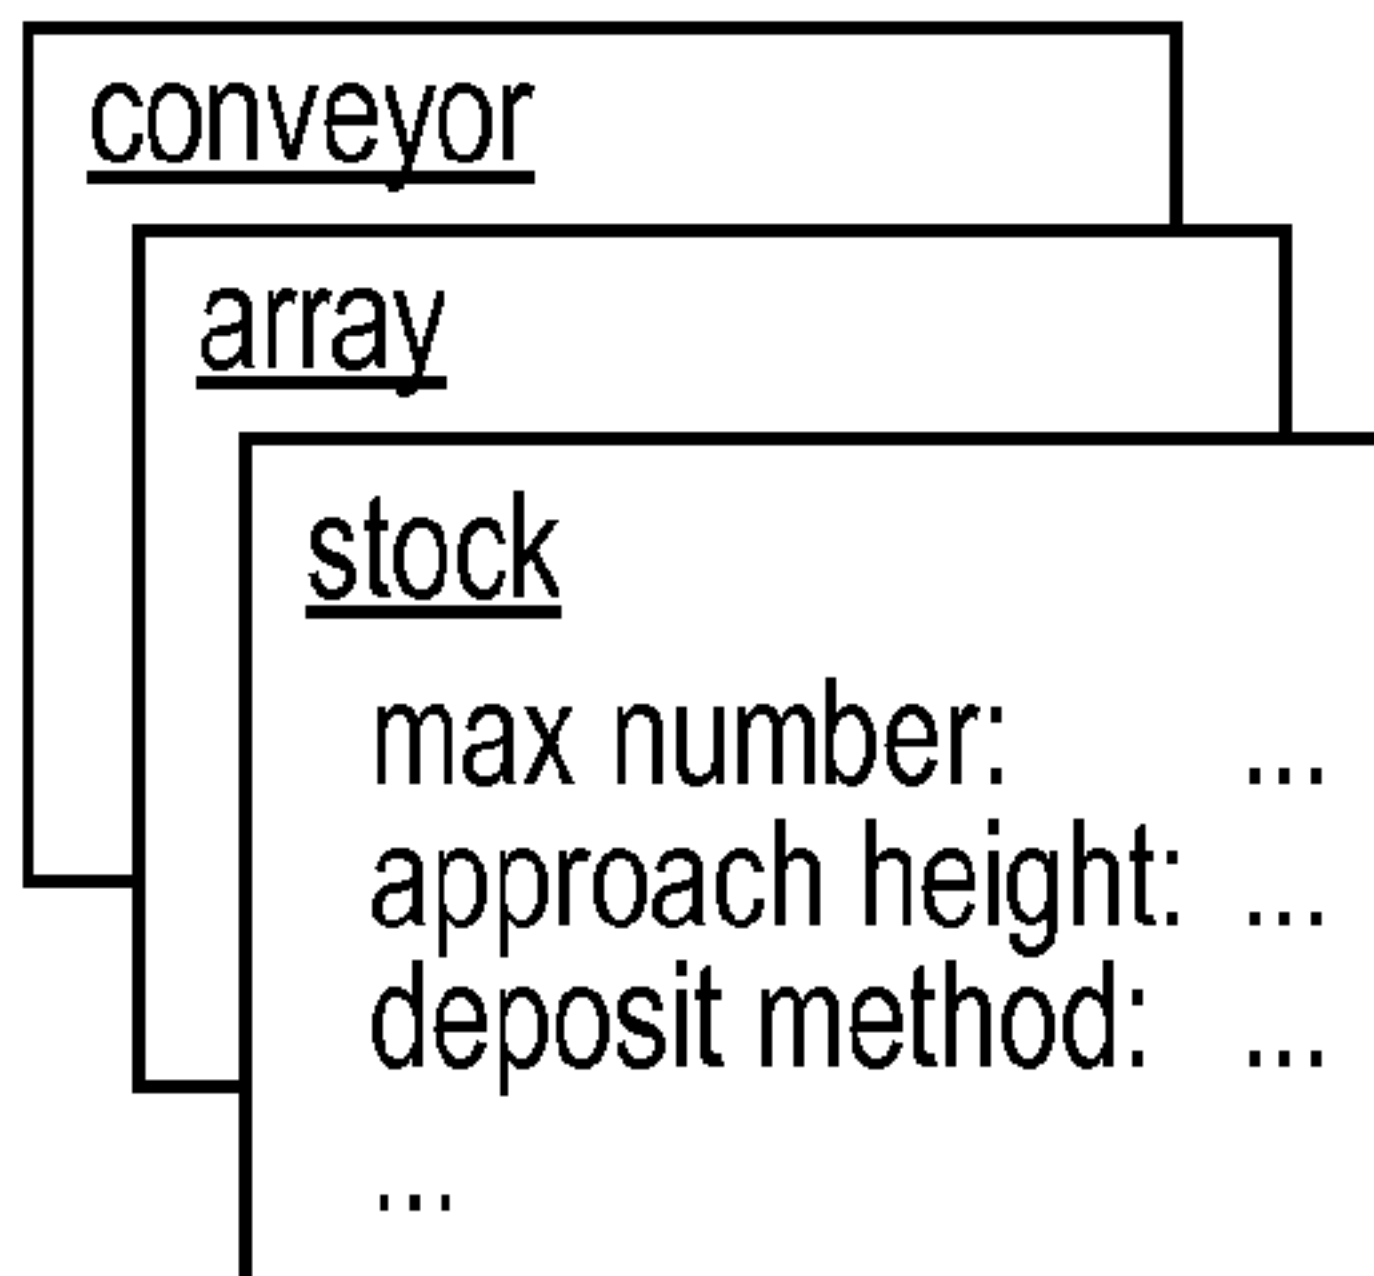 conveyor
array
stock
max number: ...
approach height: ...
deposit method: ...
...